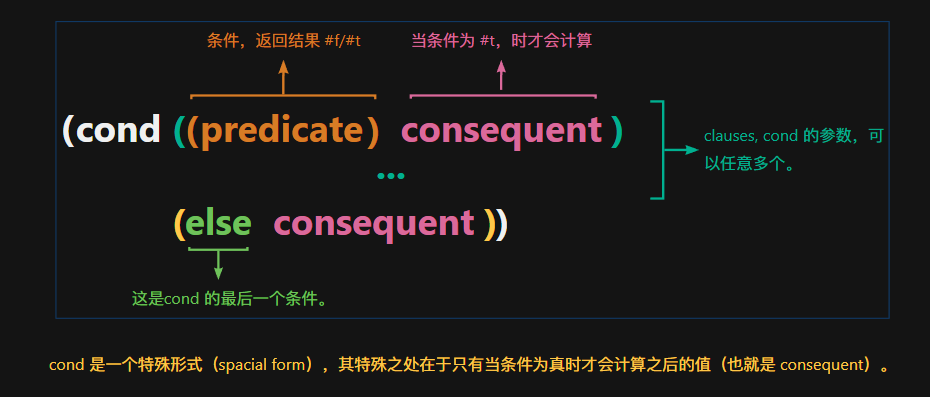 条件，返回结果 #f/#t
当条件为 #t，时才会计算
(cond ((predicate) consequent)
...
(else consequent))
clauses, cond 的参数，可
以任意多个。
这是cond 的最后一个条件。
cond 是一个特殊形式（spacial form），其特殊之处在于只有当条件为真时才会计算之后的值（也就是 consequent）。